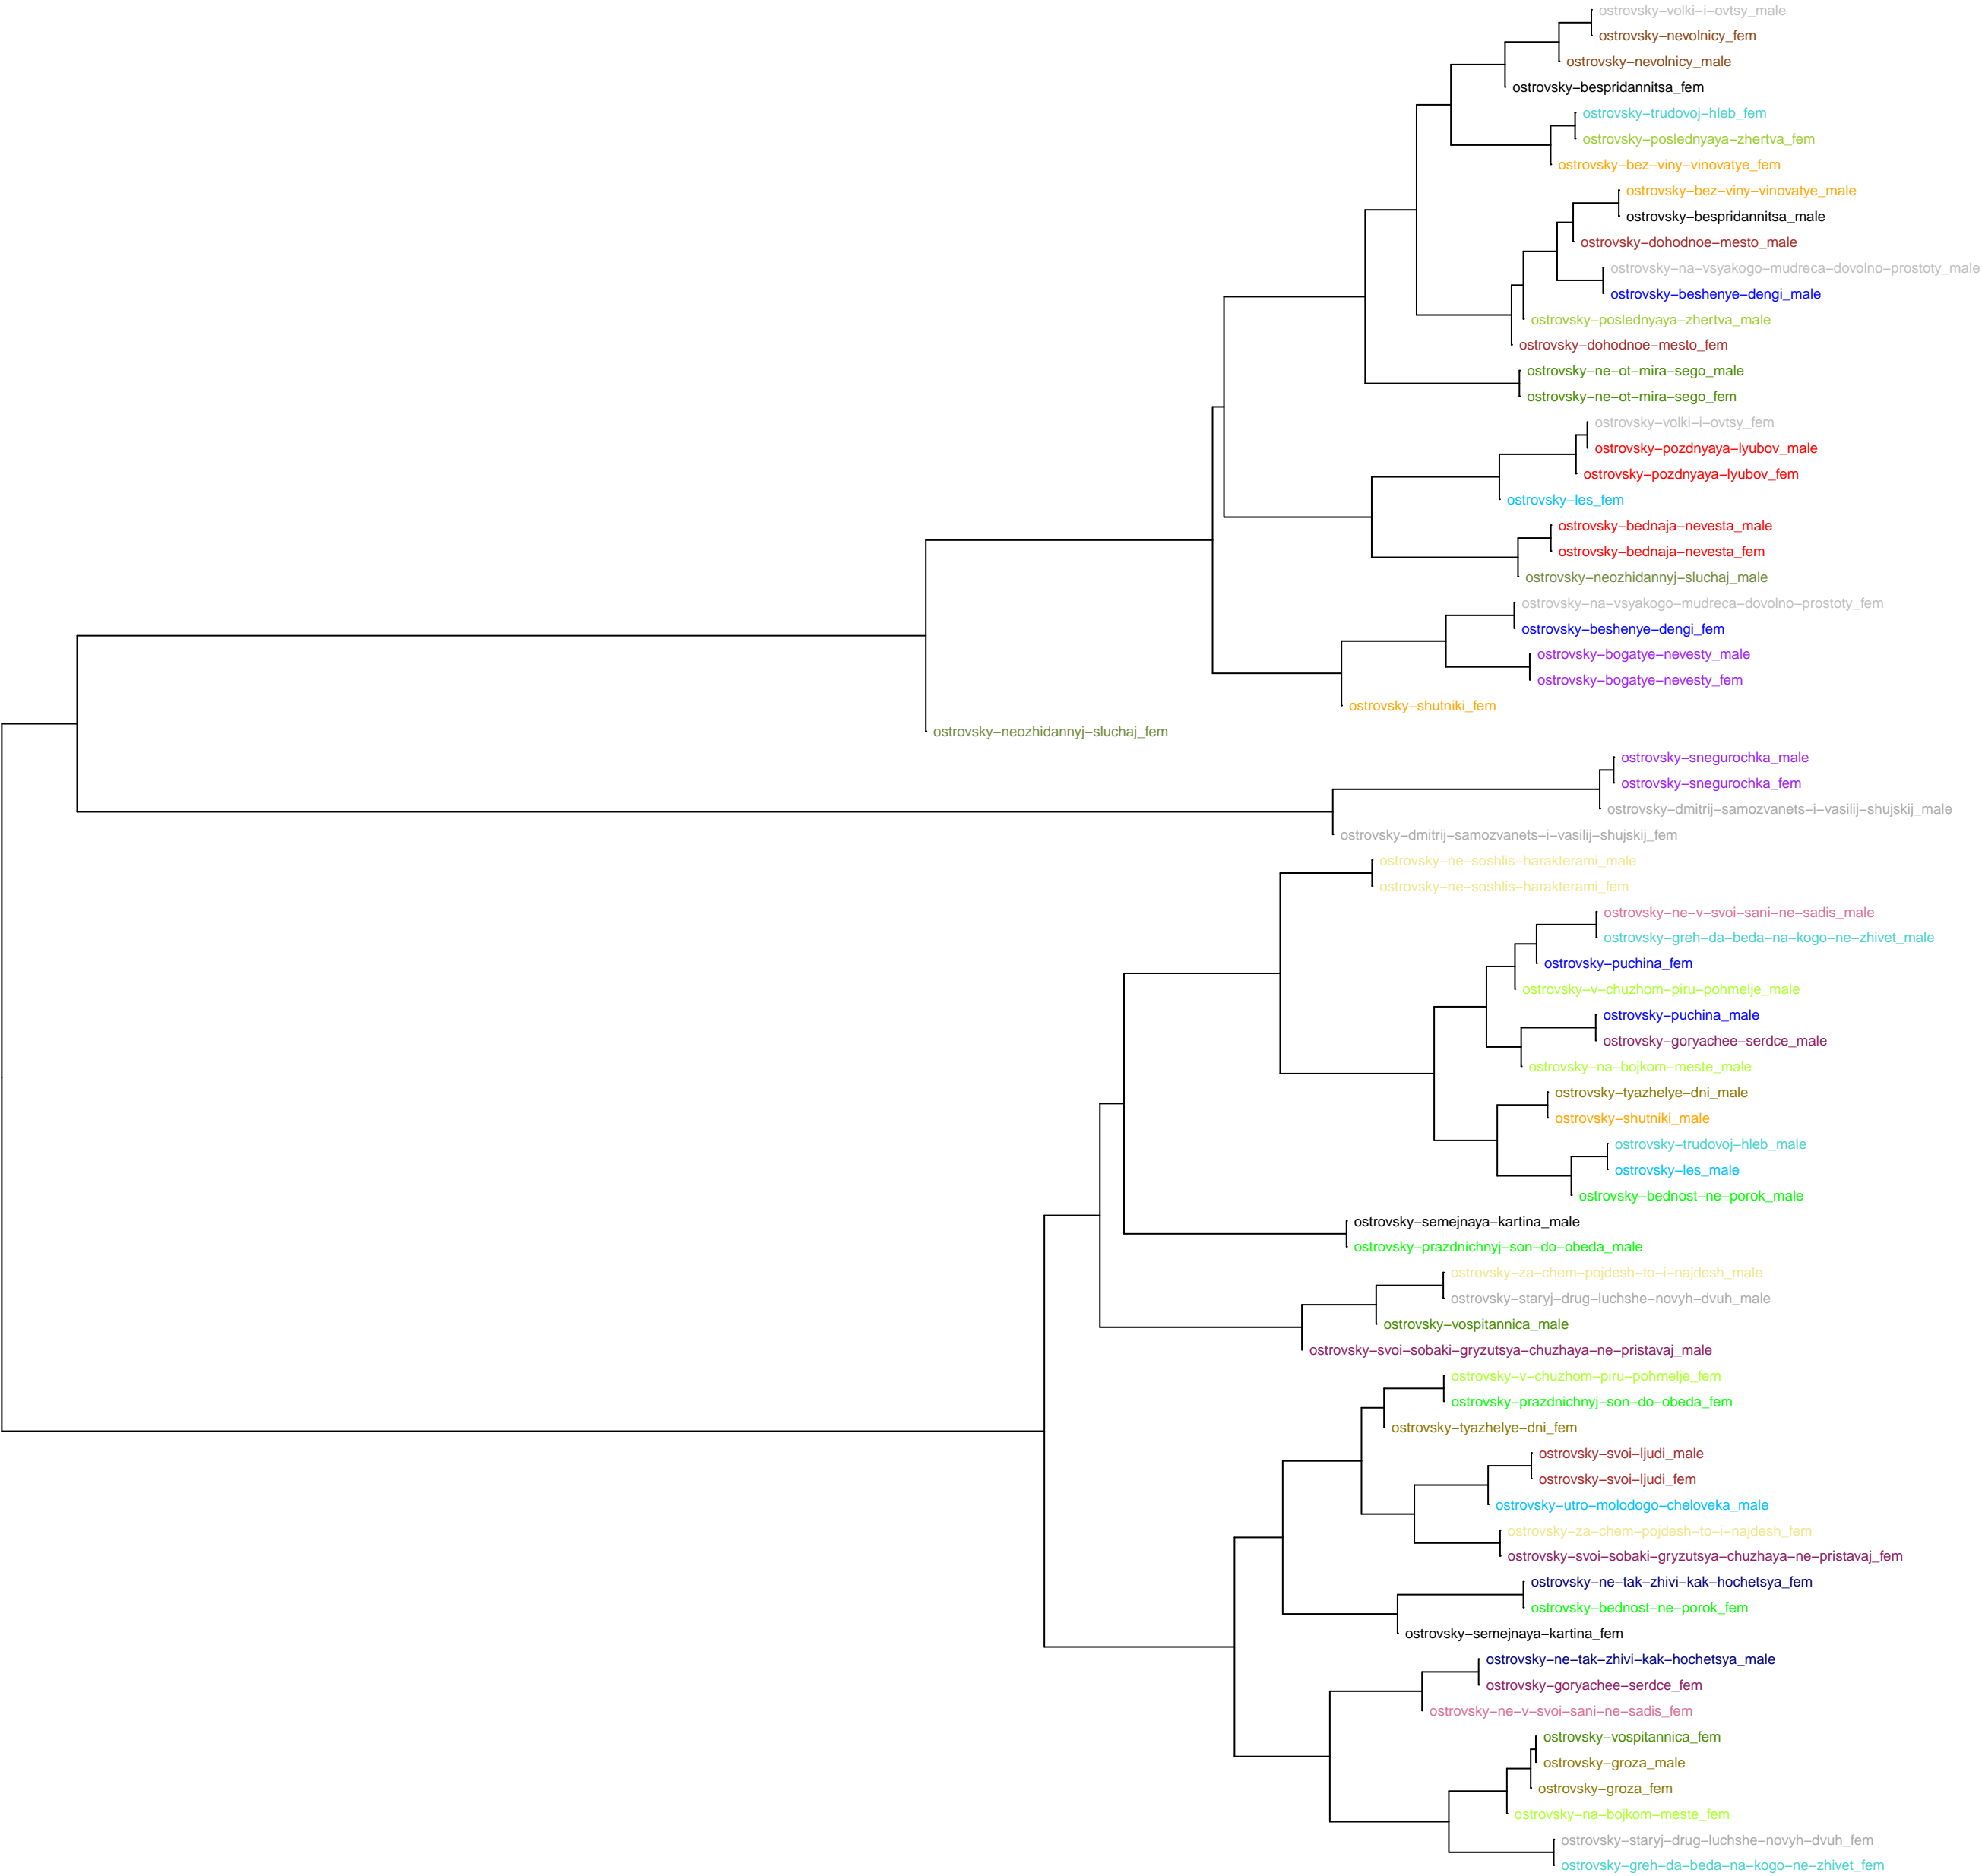 ostrovsky−volki−i−ovtsy_male
ostrovsky−nevolnicy_fem
ostrovsky−nevolnicy_male
ostrovsky−bespridannitsa_fem
ostrovsky−trudovoj−hleb_fem
ostrovsky−poslednyaya−zhertva_fem
ostrovsky−bez−viny−vinovatye_fem
ostrovsky−bez−viny−vinovatye_male
ostrovsky−bespridannitsa_male
ostrovsky−dohodnoe−mesto_male
ostrovsky−na−vsyakogo−mudreca−dovolno−prostoty_male
ostrovsky−beshenye−dengi_male
ostrovsky−poslednyaya−zhertva_male
ostrovsky−dohodnoe−mesto_fem
ostrovsky−ne−ot−mira−sego_male
ostrovsky−ne−ot−mira−sego_fem
ostrovsky−volki−i−ovtsy_fem
ostrovsky−pozdnyaya−lyubov_male
ostrovsky−pozdnyaya−lyubov_fem
ostrovsky−les_fem
ostrovsky−bednaja−nevesta_male
ostrovsky−bednaja−nevesta_fem
ostrovsky−neozhidannyj−sluchaj_male
ostrovsky−na−vsyakogo−mudreca−dovolno−prostoty_fem
ostrovsky−beshenye−dengi_fem
ostrovsky−bogatye−nevesty_male
ostrovsky−bogatye−nevesty_fem
ostrovsky−shutniki_fem
ostrovsky−neozhidannyj−sluchaj_fem
ostrovsky−snegurochka_male
ostrovsky−snegurochka_fem
ostrovsky−dmitrij−samozvanets−i−vasilij−shujskij_male
ostrovsky−dmitrij−samozvanets−i−vasilij−shujskij_fem
ostrovsky−ne−soshlis−harakterami_male
ostrovsky−ne−soshlis−harakterami_fem
ostrovsky−ne−v−svoi−sani−ne−sadis_male
ostrovsky−greh−da−beda−na−kogo−ne−zhivet_male
ostrovsky−puchina_fem
ostrovsky−v−chuzhom−piru−pohmelje_male
ostrovsky−puchina_male
ostrovsky−goryachee−serdce_male
ostrovsky−na−bojkom−meste_male
ostrovsky−tyazhelye−dni_male
ostrovsky−shutniki_male
ostrovsky−trudovoj−hleb_male
ostrovsky−les_male
ostrovsky−bednost−ne−porok_male
ostrovsky−semejnaya−kartina_male
ostrovsky−prazdnichnyj−son−do−obeda_male
ostrovsky−za−chem−pojdesh−to−i−najdesh_male
ostrovsky−staryj−drug−luchshe−novyh−dvuh_male
ostrovsky−vospitannica_male
ostrovsky−svoi−sobaki−gryzutsya−chuzhaya−ne−pristavaj_male
ostrovsky−v−chuzhom−piru−pohmelje_fem
ostrovsky−prazdnichnyj−son−do−obeda_fem
ostrovsky−tyazhelye−dni_fem
ostrovsky−svoi−ljudi_male
ostrovsky−svoi−ljudi_fem
ostrovsky−utro−molodogo−cheloveka_male
ostrovsky−za−chem−pojdesh−to−i−najdesh_fem
ostrovsky−svoi−sobaki−gryzutsya−chuzhaya−ne−pristavaj_fem
ostrovsky−ne−tak−zhivi−kak−hochetsya_fem
ostrovsky−bednost−ne−porok_fem
ostrovsky−semejnaya−kartina_fem
ostrovsky−ne−tak−zhivi−kak−hochetsya_male
ostrovsky−goryachee−serdce_fem
ostrovsky−ne−v−svoi−sani−ne−sadis_fem
ostrovsky−vospitannica_fem
ostrovsky−groza_male
ostrovsky−groza_fem
ostrovsky−na−bojkom−meste_fem
ostrovsky−staryj−drug−luchshe−novyh−dvuh_fem
ostrovsky−greh−da−beda−na−kogo−ne−zhivet_fem